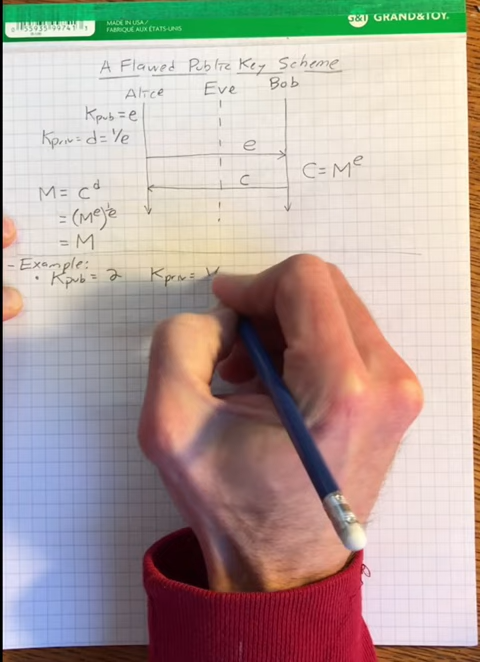 MADE IN USA /
FABRIQUÉ AUX ÉTATS-UNIS
G&T GRAND&TOY.
A Flawed Public Key Scheme
Alice Eve Bob
Kpub = e
Kpriv = d = 1/e
e
C = M^e
c
M = C^d
= (M^e)^1/e
= M
- Example:
• Kpub = 2 Kpriv =